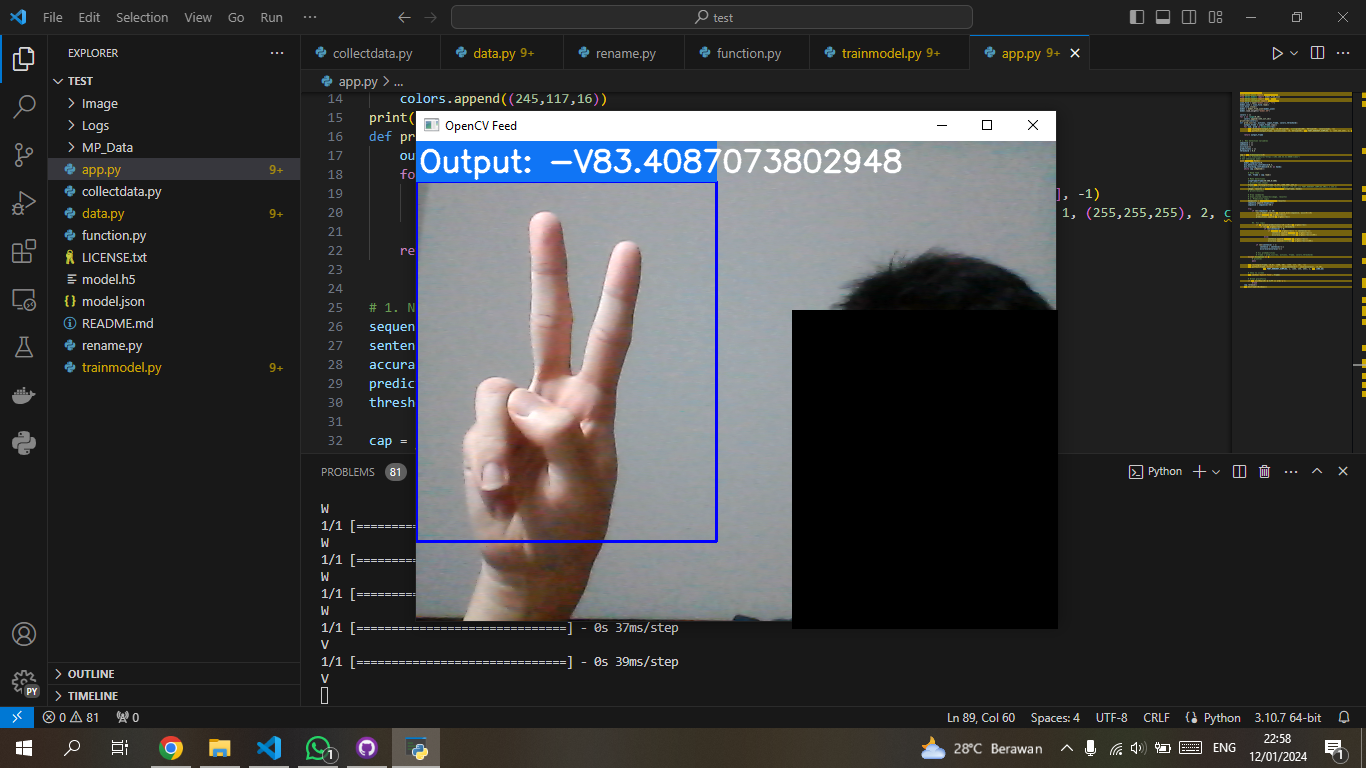 File Edit Selection View Go Run ··· test
EXPLORER ···
TEST
Image
Logs
MP_Data
app.py 9+
collectdata.py
data.py 9+
function.py
LICENSE.txt
model.h5
model.json
README.md
rename.py
trainmodel.py 9+
OUTLINE
TIMELINE
collectdata.py data.py 9+ rename.py function.py trainmodel.py 9+ app.py 9+
app.py > ...
14 colors.append((245,117,16))
15 print(
16 def pr
17 ou
18 fo
19 ], -1)
20 1, (255,255,255), 2, c
21
22 re
23
24
25 # 1. N
26 sequen
27 senten
28 accura
29 predic
30 thresh
31
32 cap =
OpenCV Feed
Output: –V83.4087073802948
PROBLEMS 81
Python
W
1/1 [==========
W
1/1 [==========
W
1/1 [==========
W
1/1 [==============================] - 0s 37ms/step
V
1/1 [==============================] - 0s 39ms/step
V
0 81 0
Ln 89, Col 60 Spaces: 4 UTF-8 CRLF Python 3.10.7 64-bit
PY
1
28°C Berawan ENG
22:58
12/01/2024
1